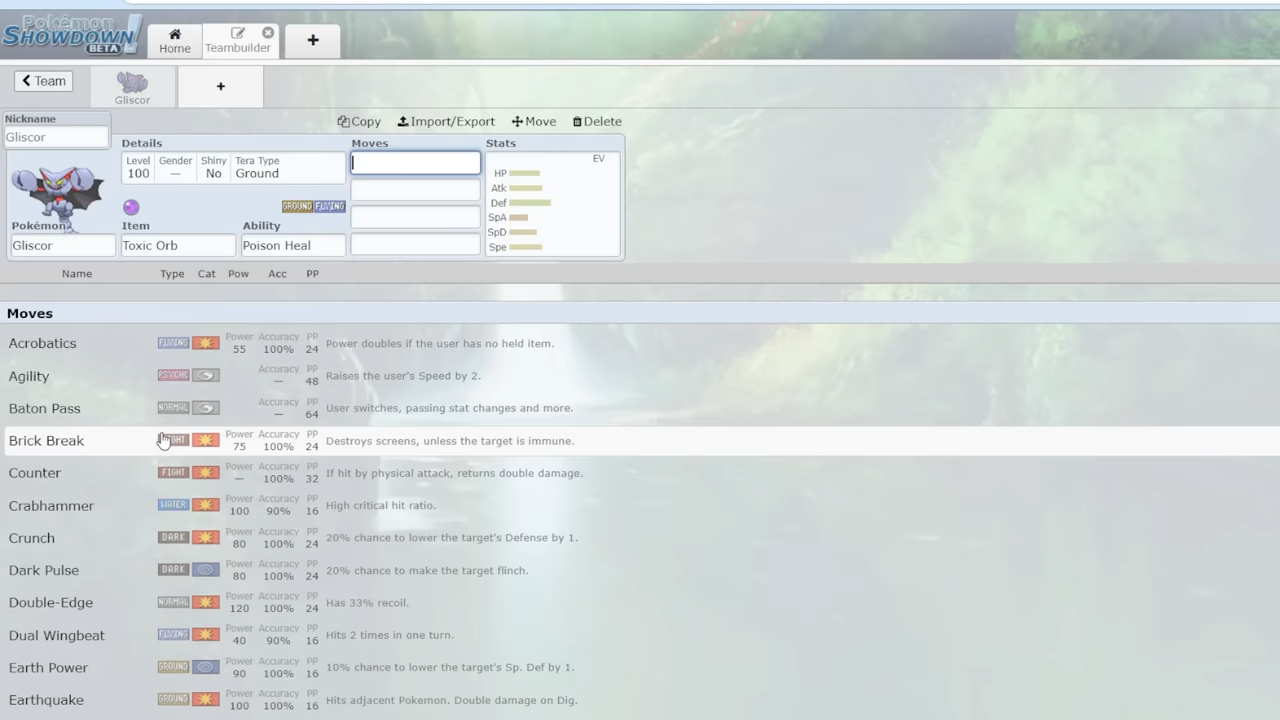 Pokémon
SHOWDOWN!
BETA
Home
Teambuilder
+
Team
Gliscor
+
Nickname
Gliscor
Copy
Import/Export
Move
Delete
Details
Moves
Stats
Level Gender Shiny Tera Type
100 — No Ground
EV
HP
Atk
Def
SpA
SpD
Spe
GROUND FLYING
Pokémon
Item
Ability
Gliscor
Toxic Orb
Poison Heal
Name Type Cat Pow Acc PP
Moves
Acrobatics FLYING Power 55 Accuracy 100% PP 24 Power doubles if the user has no held item.
Agility PSYCHC Accuracy — PP 48 Raises the user's Speed by 2.
Baton Pass NORMAL Accuracy — PP 64 User switches, passing stat changes and more.
Brick Break Power 75 Accuracy 100% PP 24 Destroys screens, unless the target is immune.
Counter FIGHT Power — Accuracy 100% PP 32 If hit by physical attack, returns double damage.
Crabhammer WATER Power 100 Accuracy 90% PP 16 High critical hit ratio.
Crunch DARK Power 80 Accuracy 100% PP 24 20% chance to lower the target's Defense by 1.
Dark Pulse DARK Power 80 Accuracy 100% PP 24 20% chance to make the target flinch.
Double-Edge NORMAL Power 120 Accuracy 100% PP 24 Has 33% recoil.
Dual Wingbeat FLYING Power 40 Accuracy 90% PP 16 Hits 2 times in one turn.
Earth Power GROUND Power 90 Accuracy 100% PP 16 10% chance to lower the target's Sp. Def by 1.
Earthquake GROUND Power 100 Accuracy 100% PP 16 Hits adjacent Pokemon. Double damage on Dig.